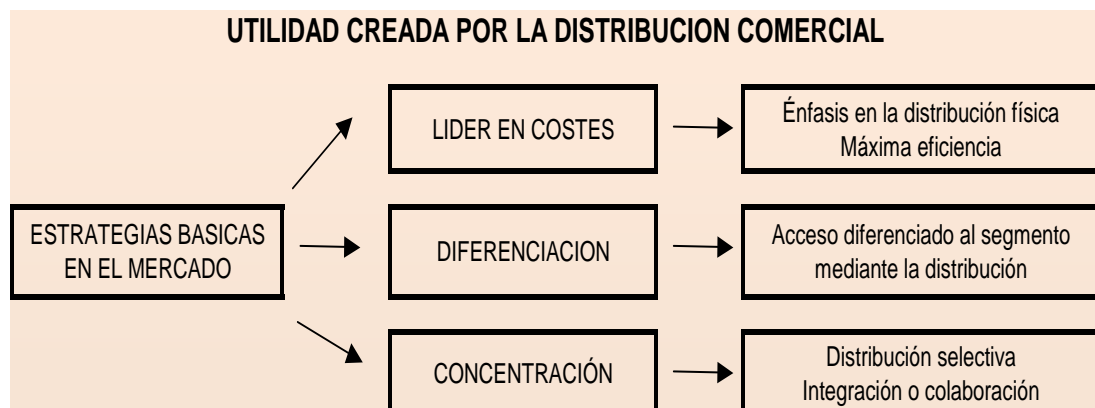 UTILIDAD CREADA POR LA DISTRIBUCION COMERCIAL
LIDER EN COSTES
Énfasis en la distribución física
Máxima eficiencia
ESTRATEGIAS BASICAS
EN EL MERCADO
DIFERENCIACION
Acceso diferenciado al segmento
mediante la distribución
CONCENTRACIÓN
Distribución selectiva
Integración o colaboración